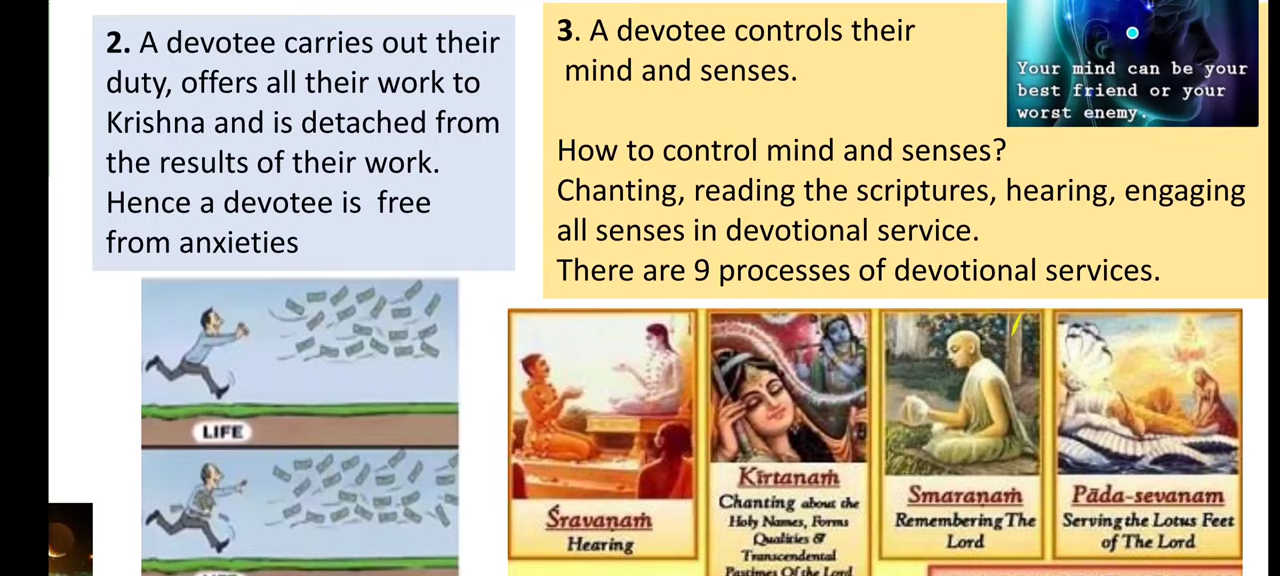 2. A devotee carries out their
duty, offers all their work to
Krishna and is detached from
the results of their work.
Hence a devotee is free
from anxieties
3. A devotee controls their
mind and senses.
Your mind can be your
best friend or your
worst enemy.
How to control mind and senses?
Chanting, reading the scriptures, hearing, engaging
all senses in devotional service.
There are 9 processes of devotional services.
LIFE
Śravaṇaṁ
Hearing
Kīrtanaṁ
Chanting about the
Holy Names, Forms
Qualities &
Transcendental
Pastimes Of the Lord
Smaraṇaṁ
Remembering The
Lord
Pāda-sevanaṁ
Serving the Lotus Feet
of The Lord